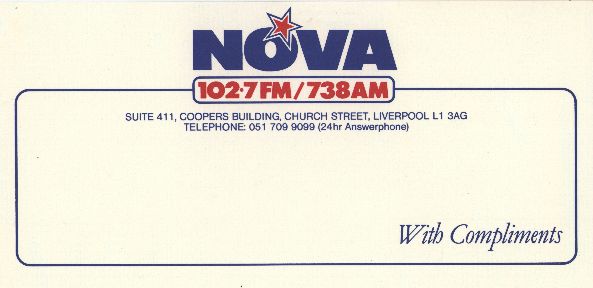 NOVA
102·7FM/738AM
SUITE 411, COOPERS BUILDING, CHURCH STREET, LIVERPOOL L1 3AG
TELEPHONE: 051 709 9099 (24hr Answerphone)
With Compliments